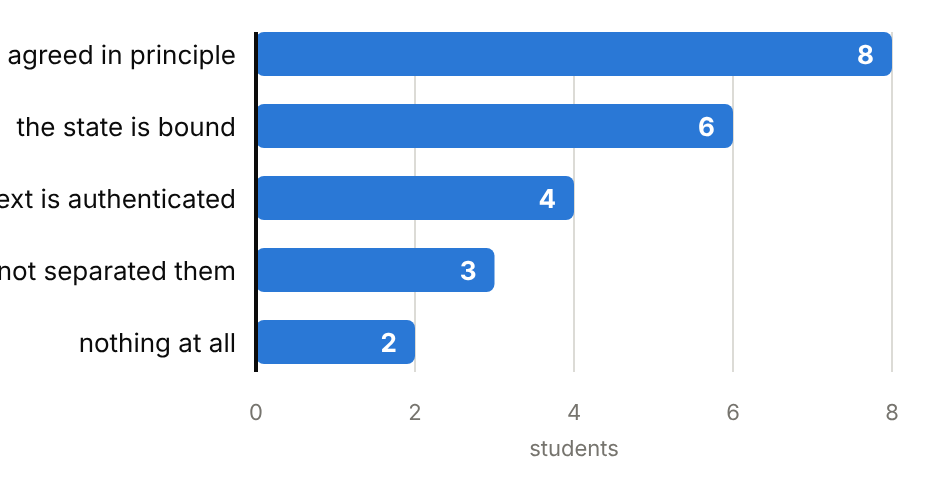 agreed in principle 8
the state is bound 6
is authenticated 4
not separated them 3
nothing at all 2
0 2 4 6 8
students